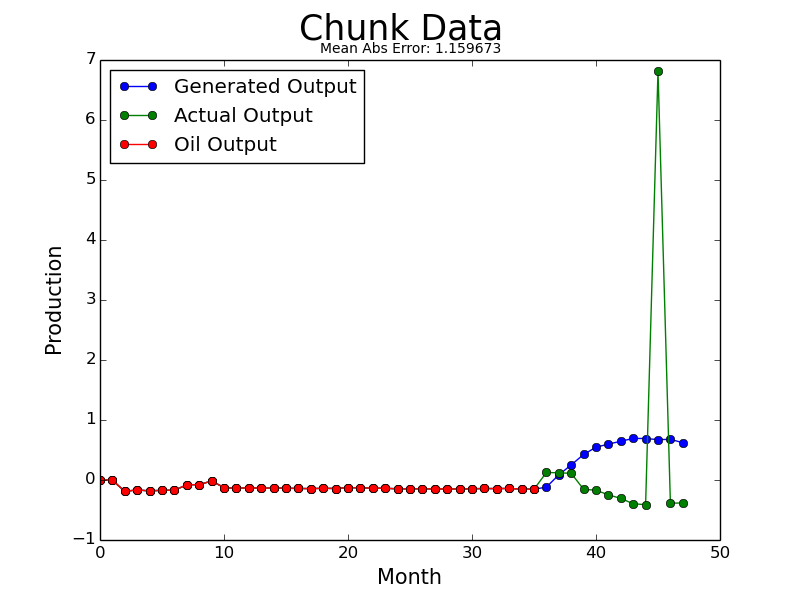 Chunk Data
Mean Abs Error: 1.159673
7
6
5
4
3
2
1
0
−1
Generated Output
Actual Output
Oil Output
Production
0 10 20 30 40 50
Month